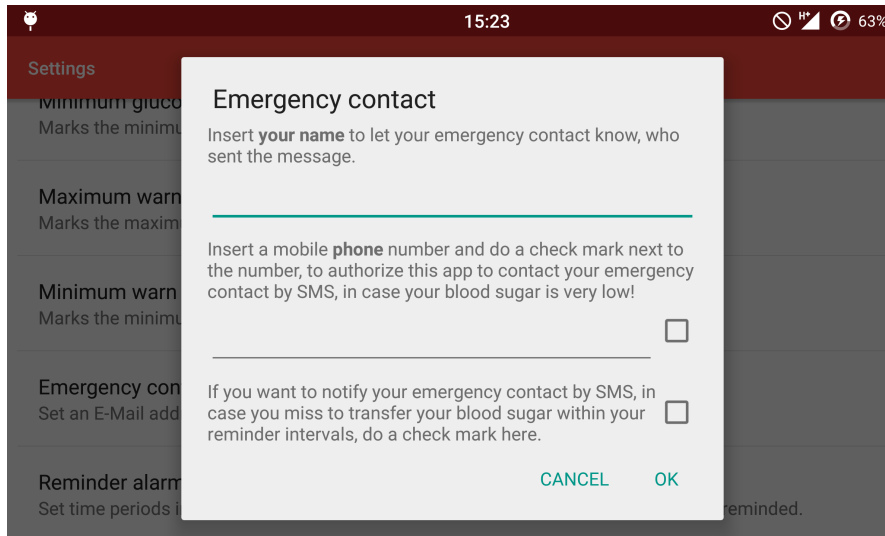 15:23
H+
63%
Settings
Minimum gluco
Marks the minimu
Maximum warn
Marks the maxim
Minimum warn
Marks the minimu
Emergency con
Set an E-Mail add
Reminder alarm
Set time periods i
reminded.
Emergency contact
Insert your name to let your emergency contact know, who
sent the message.
Insert a mobile phone number and do a check mark next to
the number, to authorize this app to contact your emergency
contact by SMS, in case your blood sugar is very low!
If you want to notify your emergency contact by SMS, in
case you miss to transfer your blood sugar within your
reminder intervals, do a check mark here.
CANCEL OK